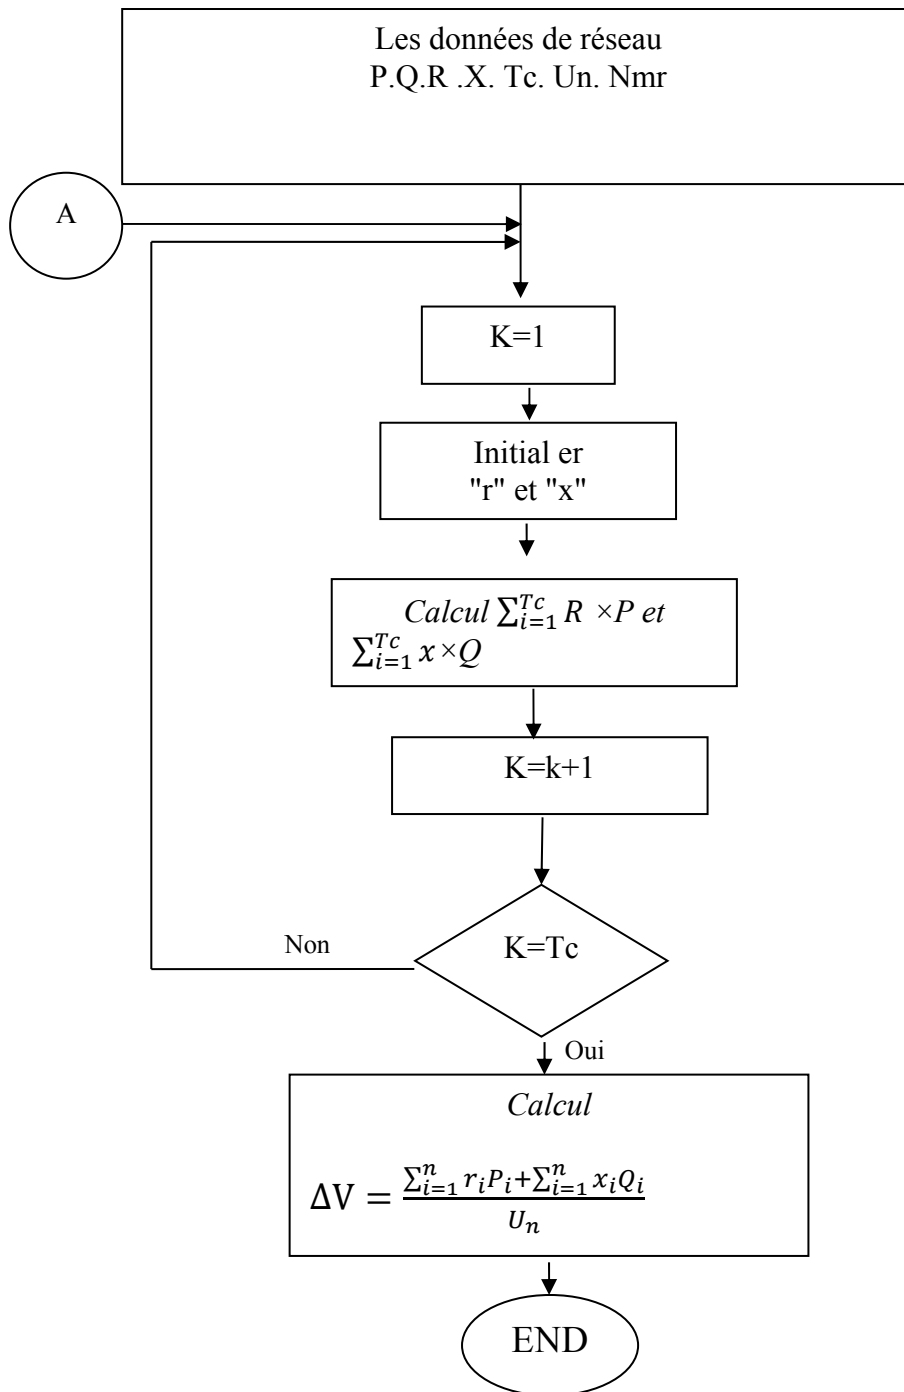 Les données de réseau
P.Q.R .X. Tc. Un. Nmr
A
K=1
Initial er
"r" et "x"
Calcul ∑_{i=1}^{Tc} R ×P et
∑_{i=1}^{Tc} x ×Q
K=k+1
K=Tc
Non
Oui
Calcul
ΔV = \frac{∑_{i=1}^{n} r_i P_i + ∑_{i=1}^{n} x_i Q_i}{U_n}
END